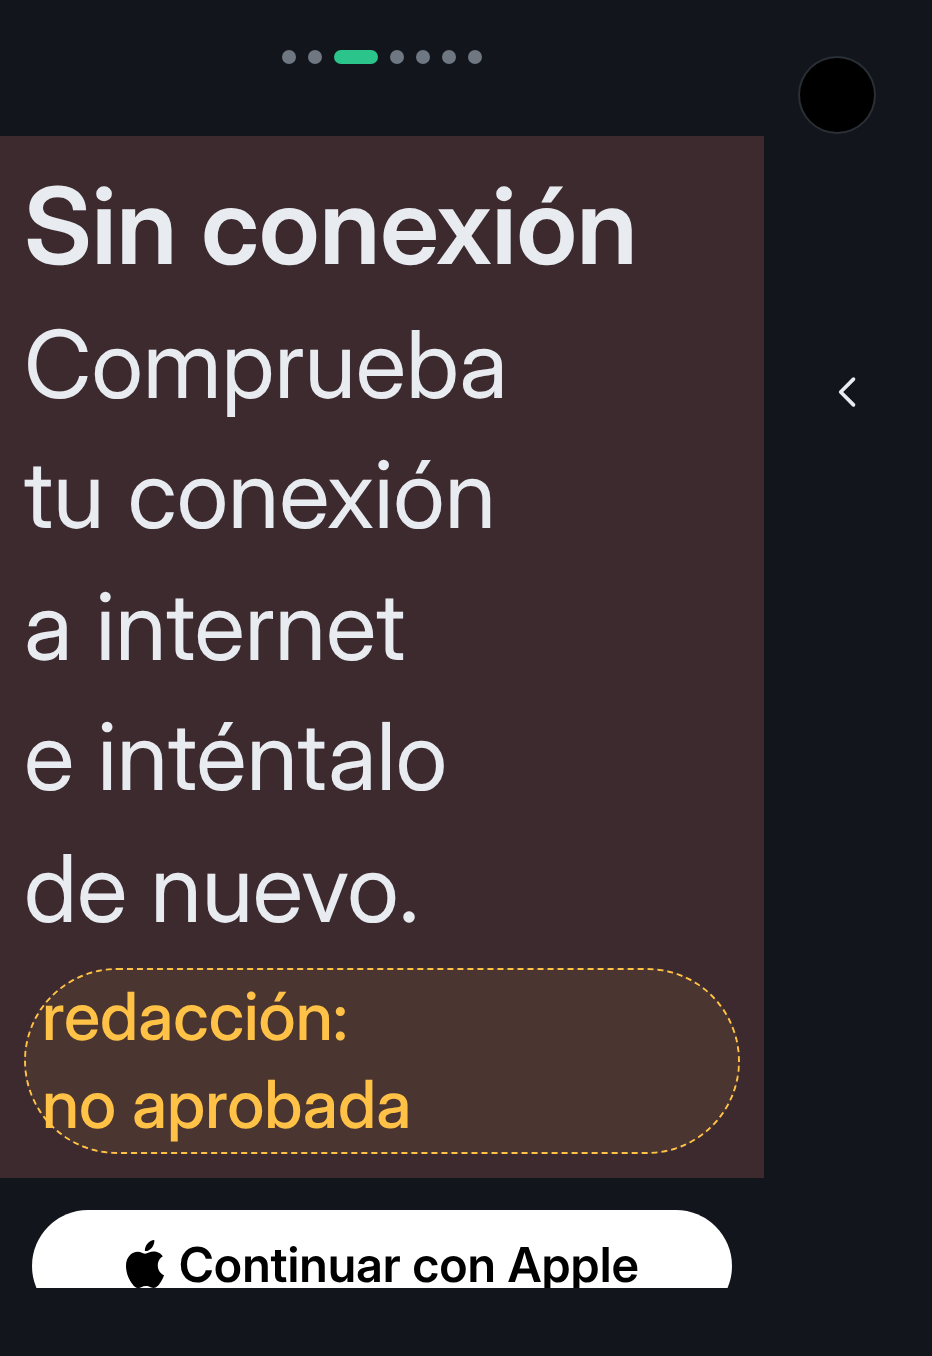 Sin conexión
Comprueba
tu conexión
a internet
e inténtalo
de nuevo.
redacción:
no aprobada
Continuar con Apple